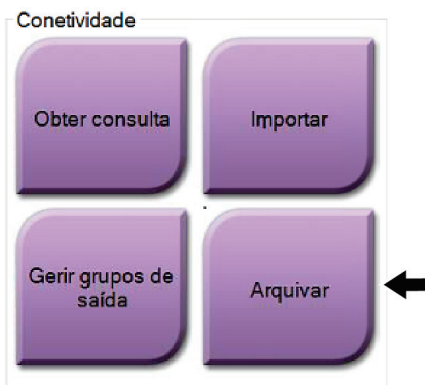 Conetividade
Obter consulta
Importar
Gerir grupos de
saída
Arquivar